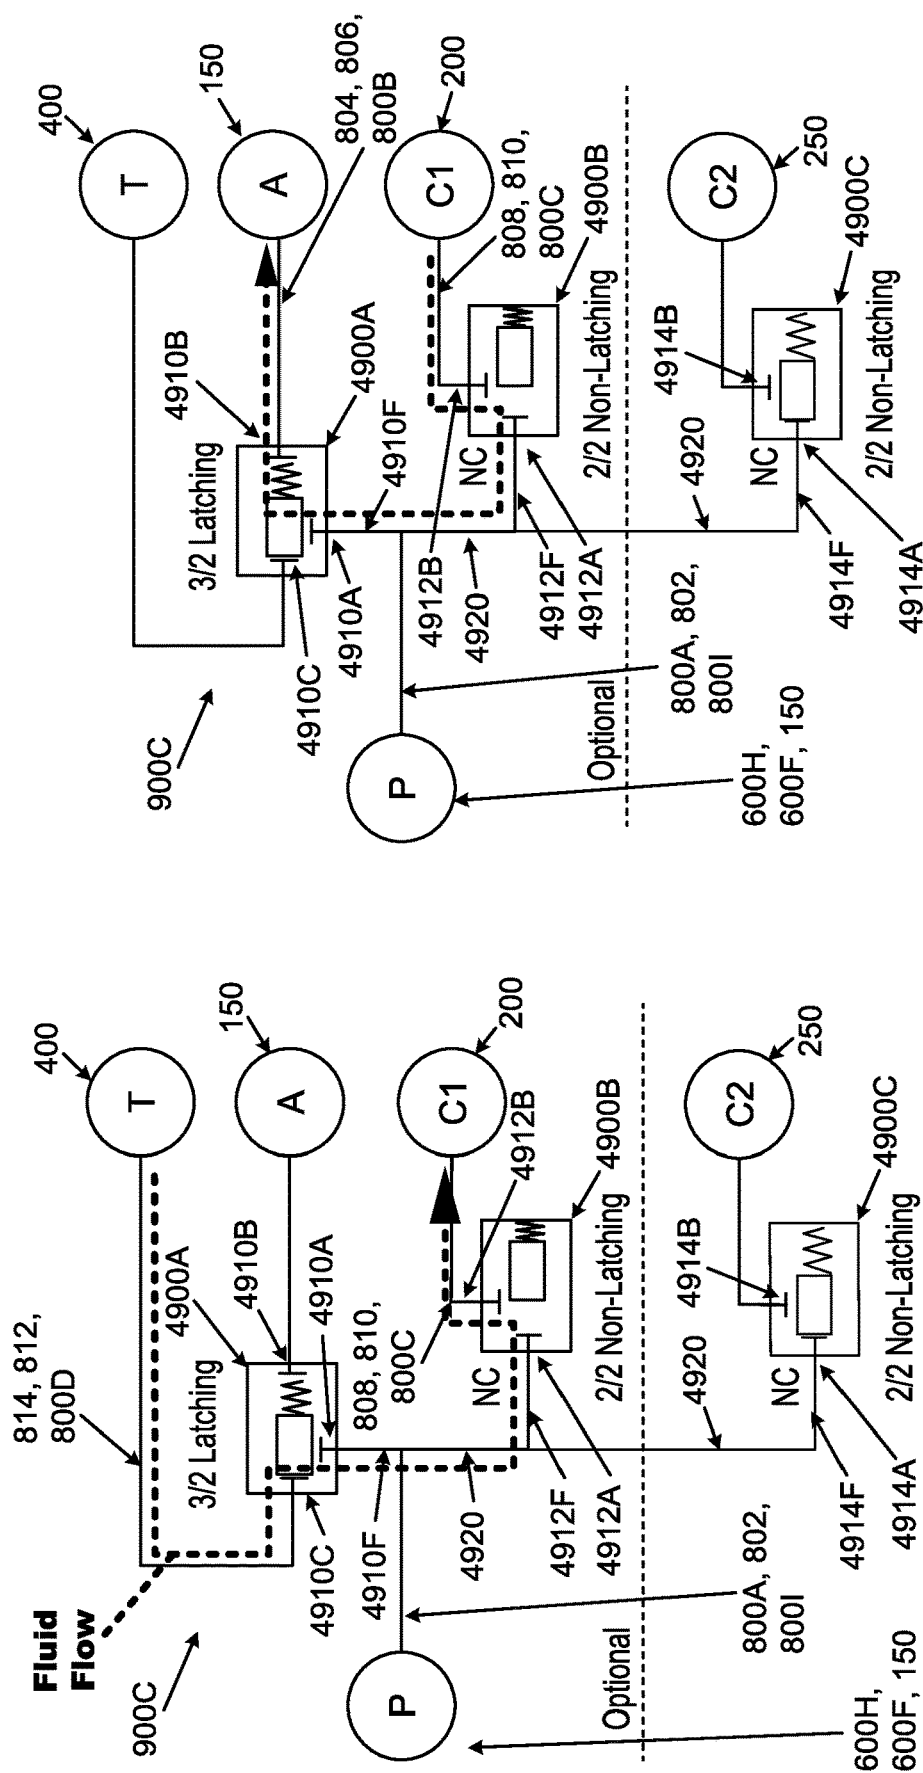 Fluid
Flow
814, 812,
800D
400
T
150
A
4900A
4910B
4910A
3/2 Latching
4910C
4910F
808, 810,
800C
200
C1
4912B
4900B
NC
2/2 Non-Latching
4920
4912F
4912A
900C
P
Optional
800A, 802,
800I
600H,
600F, 150
250
C2
4914B
4900C
4920
NC
2/2 Non-Latching
4914F
4914A
400
T
150
A
804, 806,
800B
4910B
4900A
3/2 Latching
4910F
4910A
4910C
200
C1
808, 810,
800C
4900B
NC
2/2 Non-Latching
4912B
4920
4912F
4912A
900C
P
Optional
800A, 802,
800I
600H,
600F, 150
250
C2
4914B
4900C
4920
NC
2/2 Non-Latching
4914F
4914A